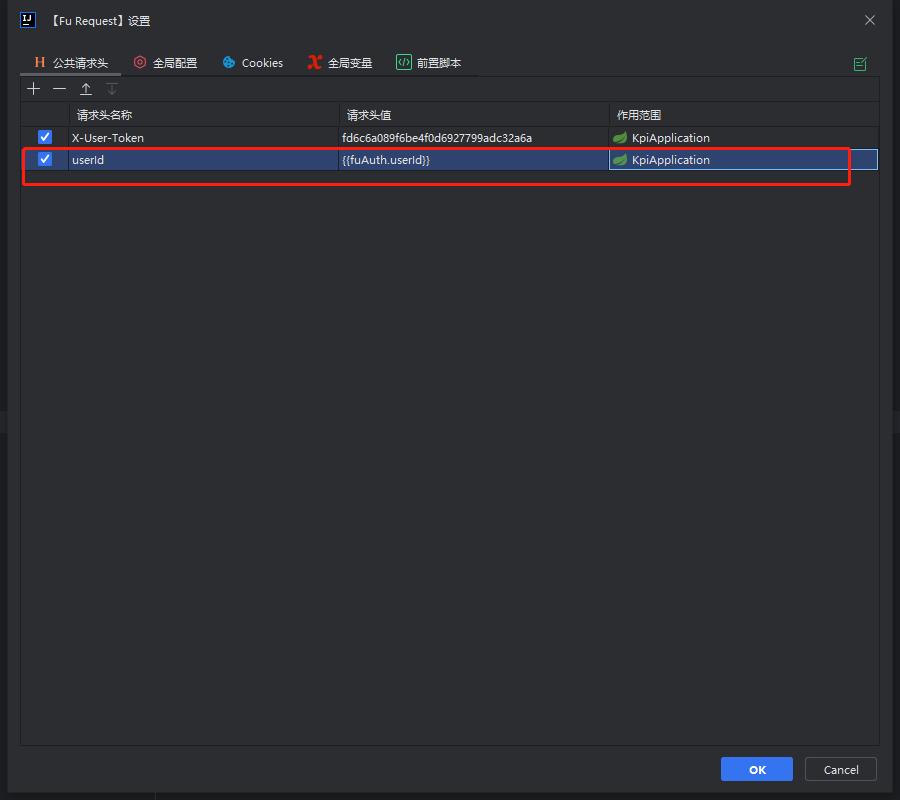 【Fu Request】设置
公共请求头 全局配置 Cookies 全局变量 前置脚本
请求头名称 请求头值 作用范围
X-User-Token fd6c6a089f6be4f0d6927799adc32a6a KpiApplication
userId {{fuAuth.userId}} KpiApplication
OK Cancel